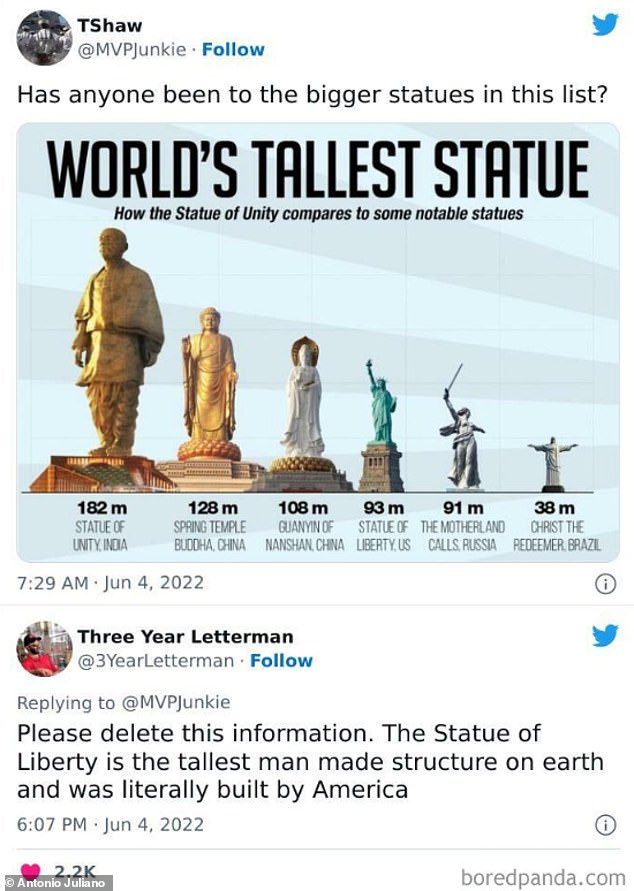 TShaw
@MVPJunkie · Follow
Has anyone been to the bigger statues in this list?
WORLD'S TALLEST STATUE
How the Statue of Unity compares to some notable statues
182 m
STATUE OF
UNITY, INDIA
128 m
SPRING TEMPLE
BUDDHA, CHINA
108 m
GUANYIN OF
NANSHAN, CHINA
93 m
STATUE OF
LIBERTY, US
91 m
THE MOTHERLAND
CALLS, RUSSIA
38 m
CHRIST THE
REDEEMER, BRAZIL
7:29 AM · Jun 4, 2022
Three Year Letterman
@3YearLetterman · Follow
Replying to @MVPJunkie
Please delete this information. The Statue of
Liberty is the tallest man made structure on earth
and was literally built by America
6:07 PM · Jun 4, 2022
2.2K
© Antonio Juliano
boredpanda.com